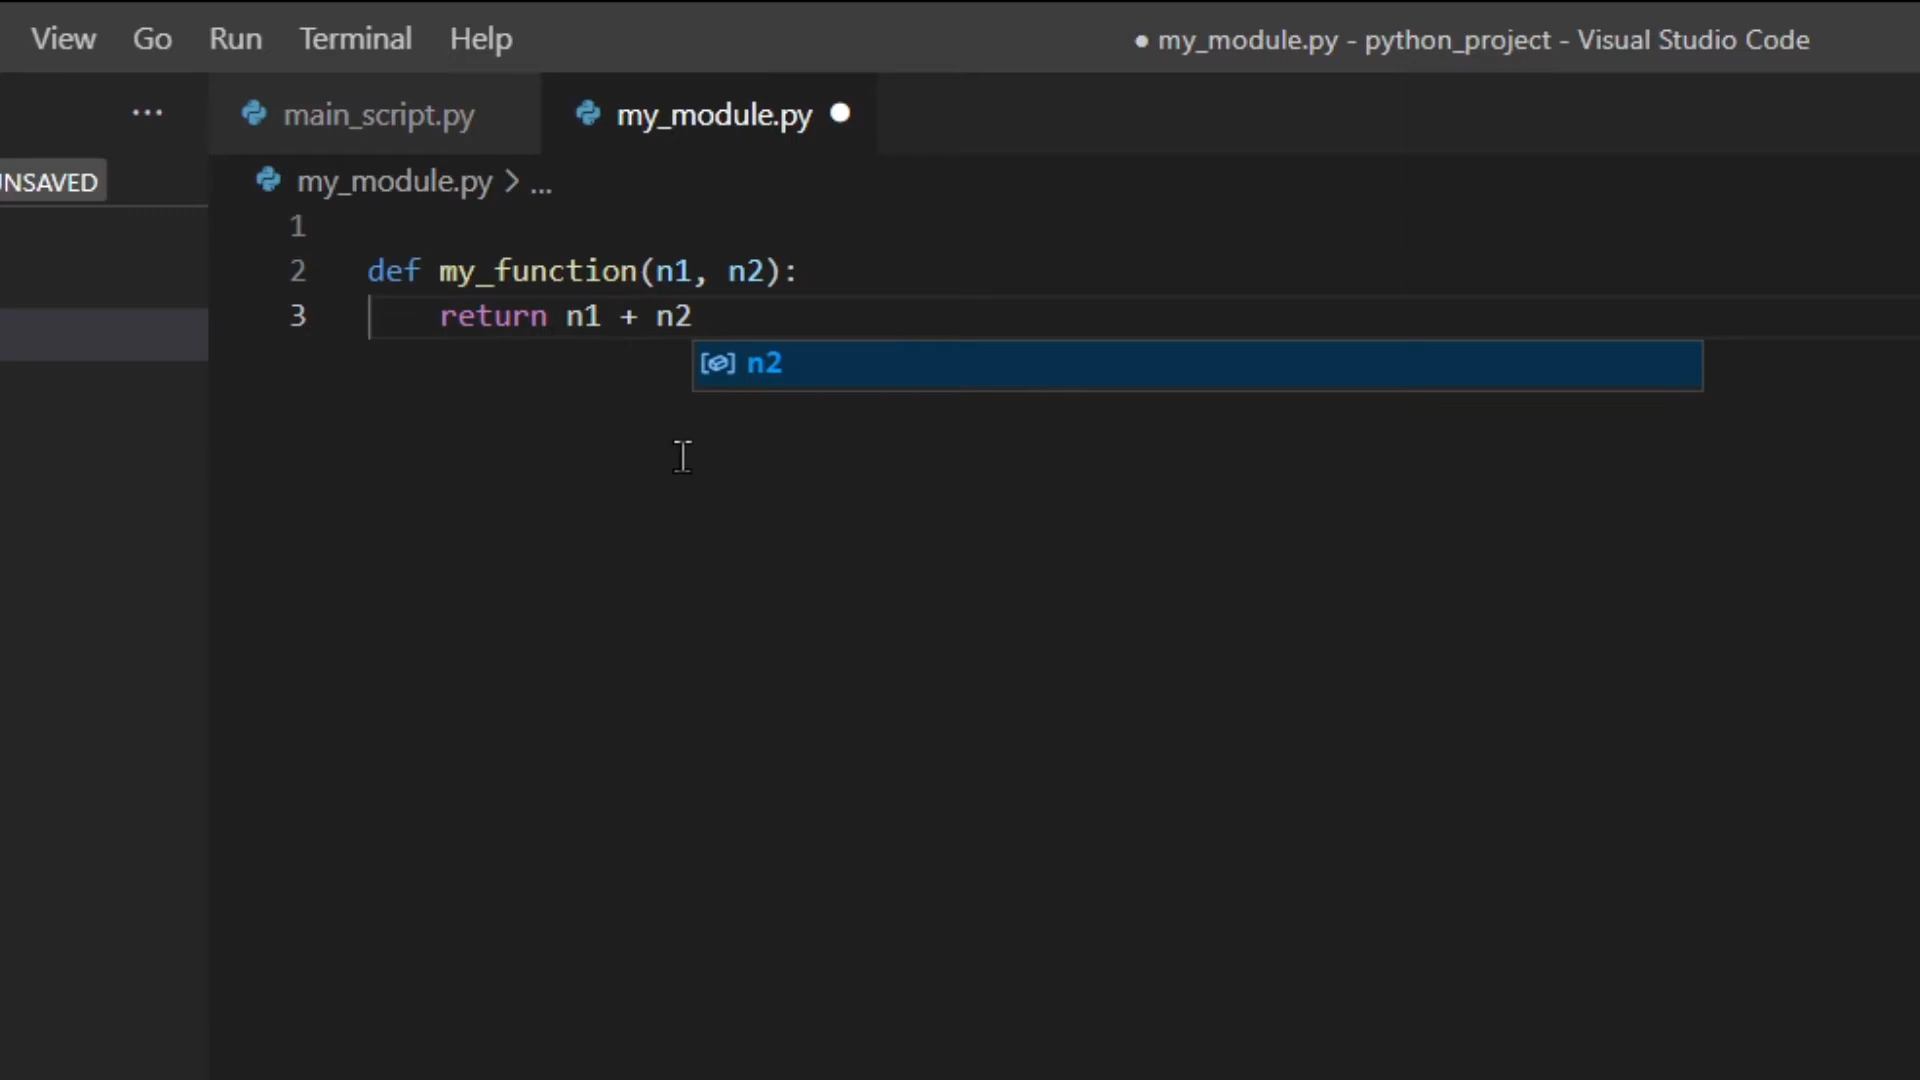 View Go Run Terminal Help
● my_module.py - python_project - Visual Studio Code
··· main_script.py my_module.py ●
UNSAVED
my_module.py > ...
1
2 def my_function(n1, n2):
3 return n1 + n2
n2